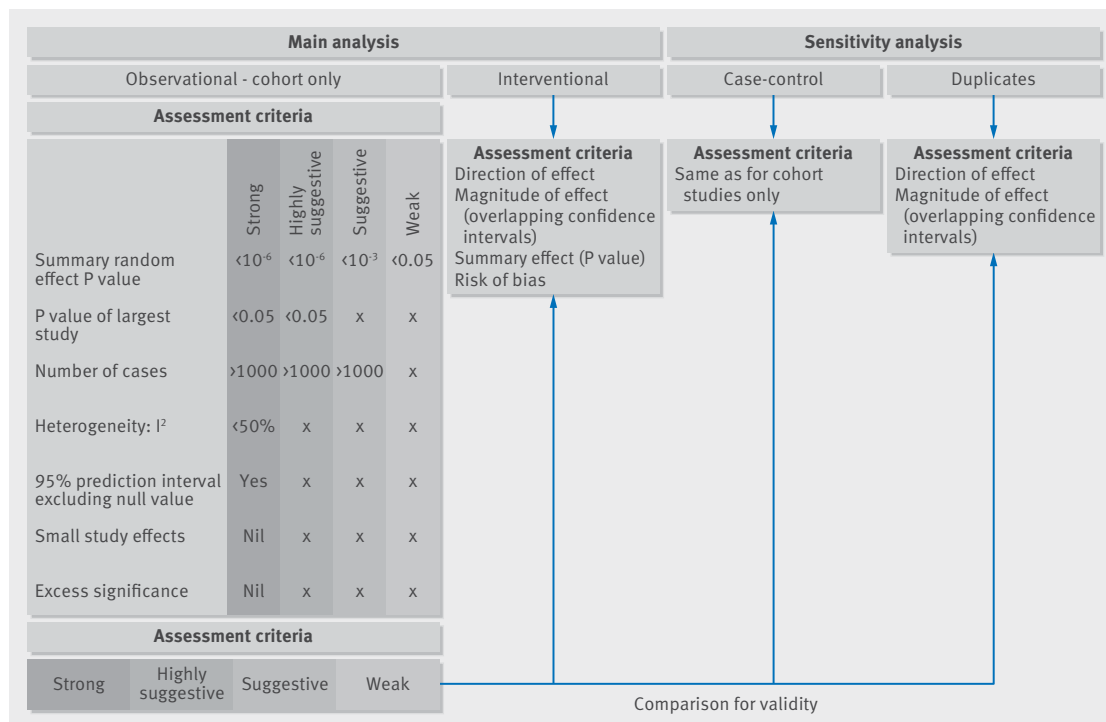 Main analysis
Sensitivity analysis
Observational - cohort only
Interventional
Case-control
Duplicates
Assessment criteria
Strong
Highly
suggestive
Suggestive
Weak
Summary random
effect P value
<10⁻⁶ <10⁻⁶ <10⁻³ <0.05
P value of largest
study
<0.05 <0.05 x x
Number of cases
>1000 >1000 >1000 x
Heterogeneity: I²
<50% x x x
95% prediction interval
excluding null value
Yes x x x
Small study effects
Nil x x x
Excess significance
Nil x x x
Assessment criteria
Strong
Highly
suggestive
Suggestive
Weak
Assessment criteria
Direction of effect
Magnitude of effect
(overlapping confidence
intervals)
Summary effect (P value)
Risk of bias
Assessment criteria
Same as for cohort
studies only
Assessment criteria
Direction of effect
Magnitude of effect
(overlapping confidence
intervals)
Comparison for validity